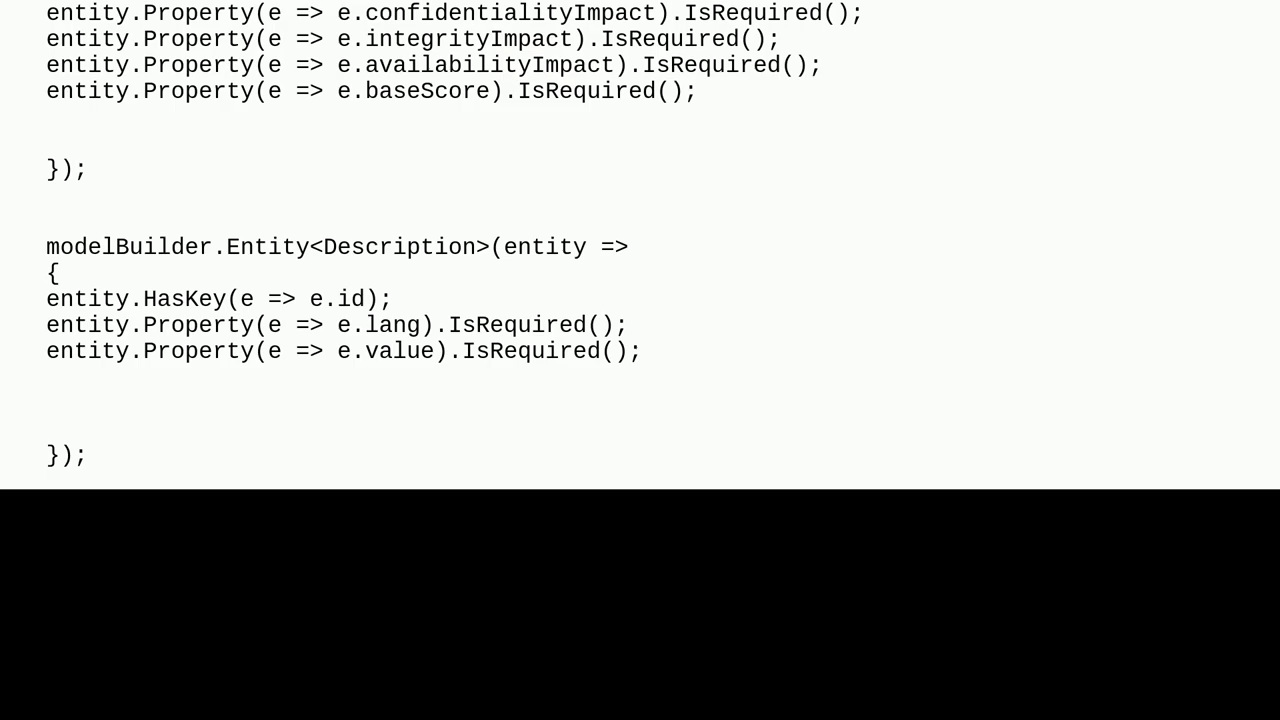 entity.Property(e => e.confidentialityImpact).IsRequired();
entity.Property(e => e.integrityImpact).IsRequired();
entity.Property(e => e.availabilityImpact).IsRequired();
entity.Property(e => e.baseScore).IsRequired();
});
modelBuilder.Entity<Description>(entity =>
{
entity.HasKey(e => e.id);
entity.Property(e => e.lang).IsRequired();
entity.Property(e => e.value).IsRequired();
});